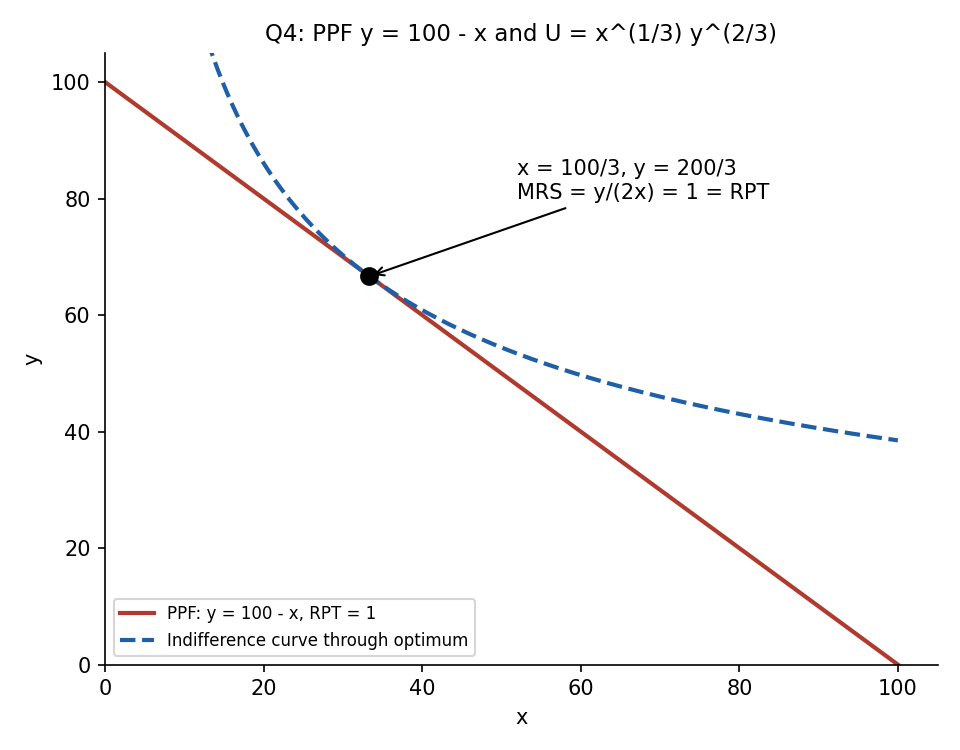 Q4: PPF y = 100 - x and U = x^(1/3) y^(2/3)
100
80
60
40
20
0
y
x = 100/3, y = 200/3
MRS = y/(2x) = 1 = RPT
PPF: y = 100 - x, RPT = 1
Indifference curve through optimum
0 20 40 60 80 100
x